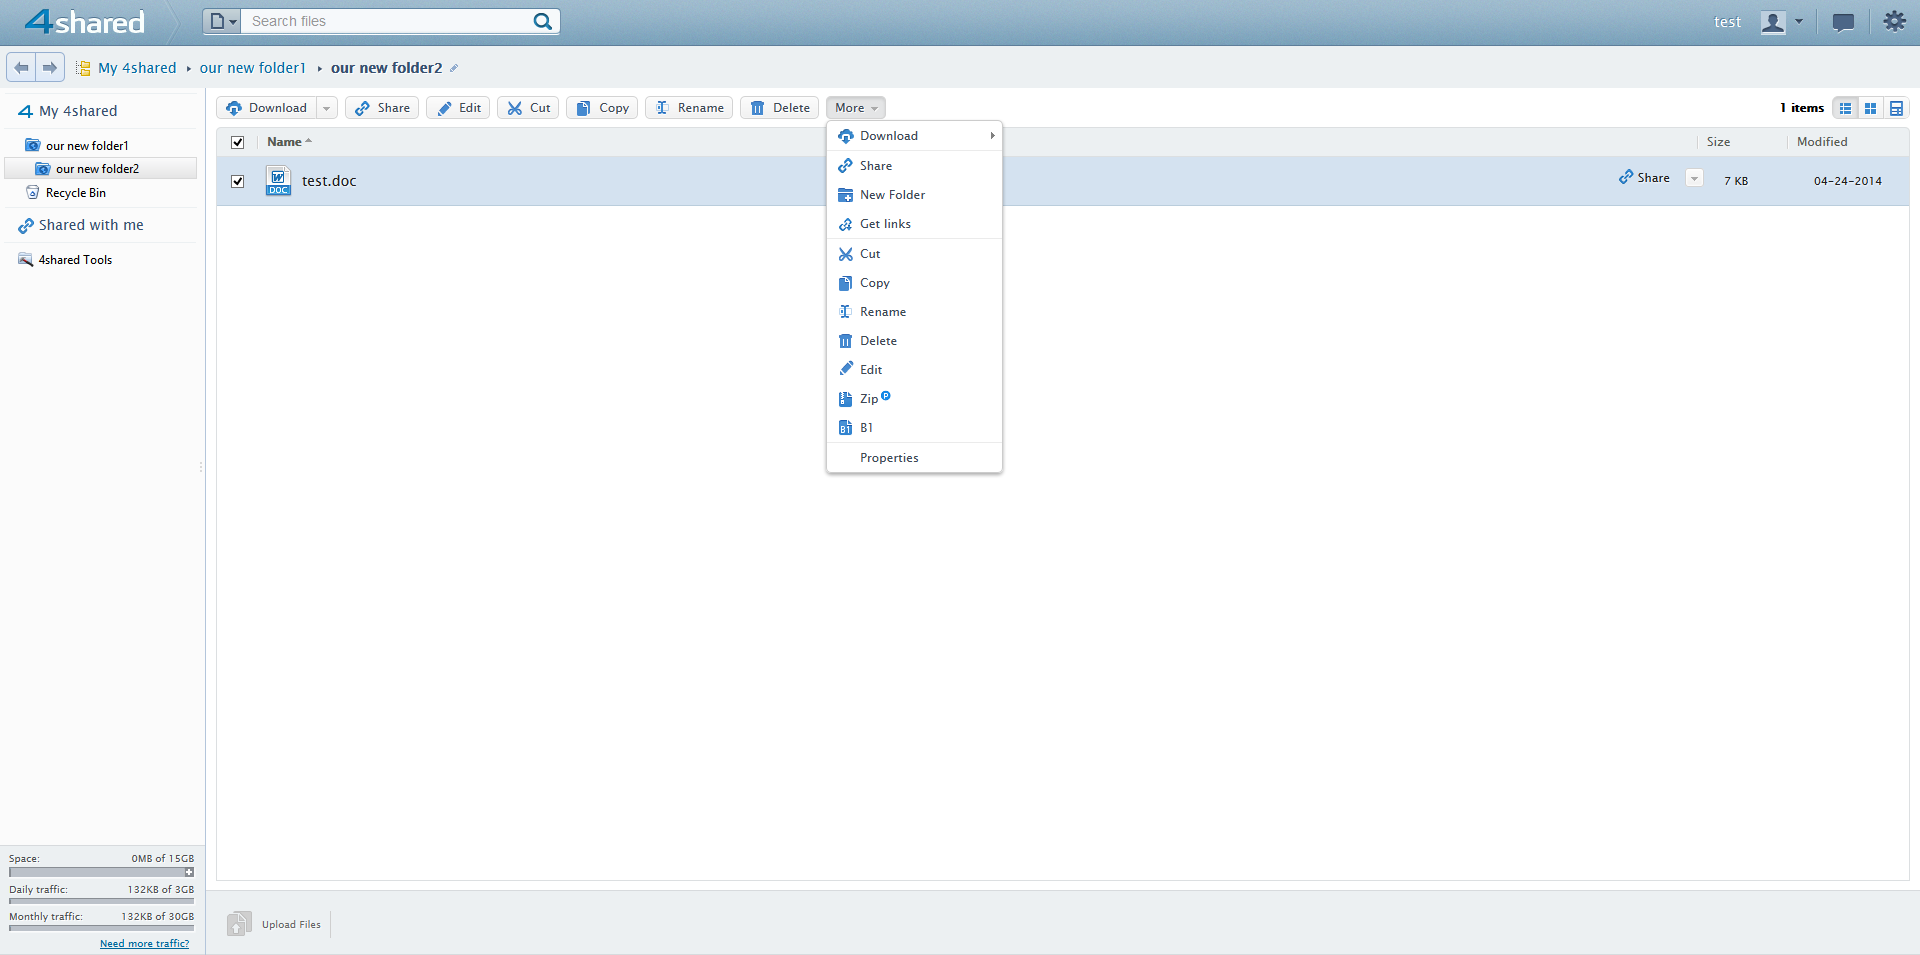 4shared
Search files
test
My 4shared
our new folder1
our new folder2
My 4shared
our new folder1
our new folder2
Recycle Bin
Shared with me
4shared Tools
Download
Share
Edit
Cut
Copy
Rename
Delete
More
1 items
Name
Size
Modified
DOC
test.doc
Share
7 KB
04-24-2014
Download
Share
New Folder
Get links
Cut
Copy
Rename
Delete
Edit
Zip P
B1
Properties
Space: 0MB of 15GB
Daily traffic: 132KB of 3GB
Monthly traffic: 132KB of 30GB
Need more traffic?
Upload Files